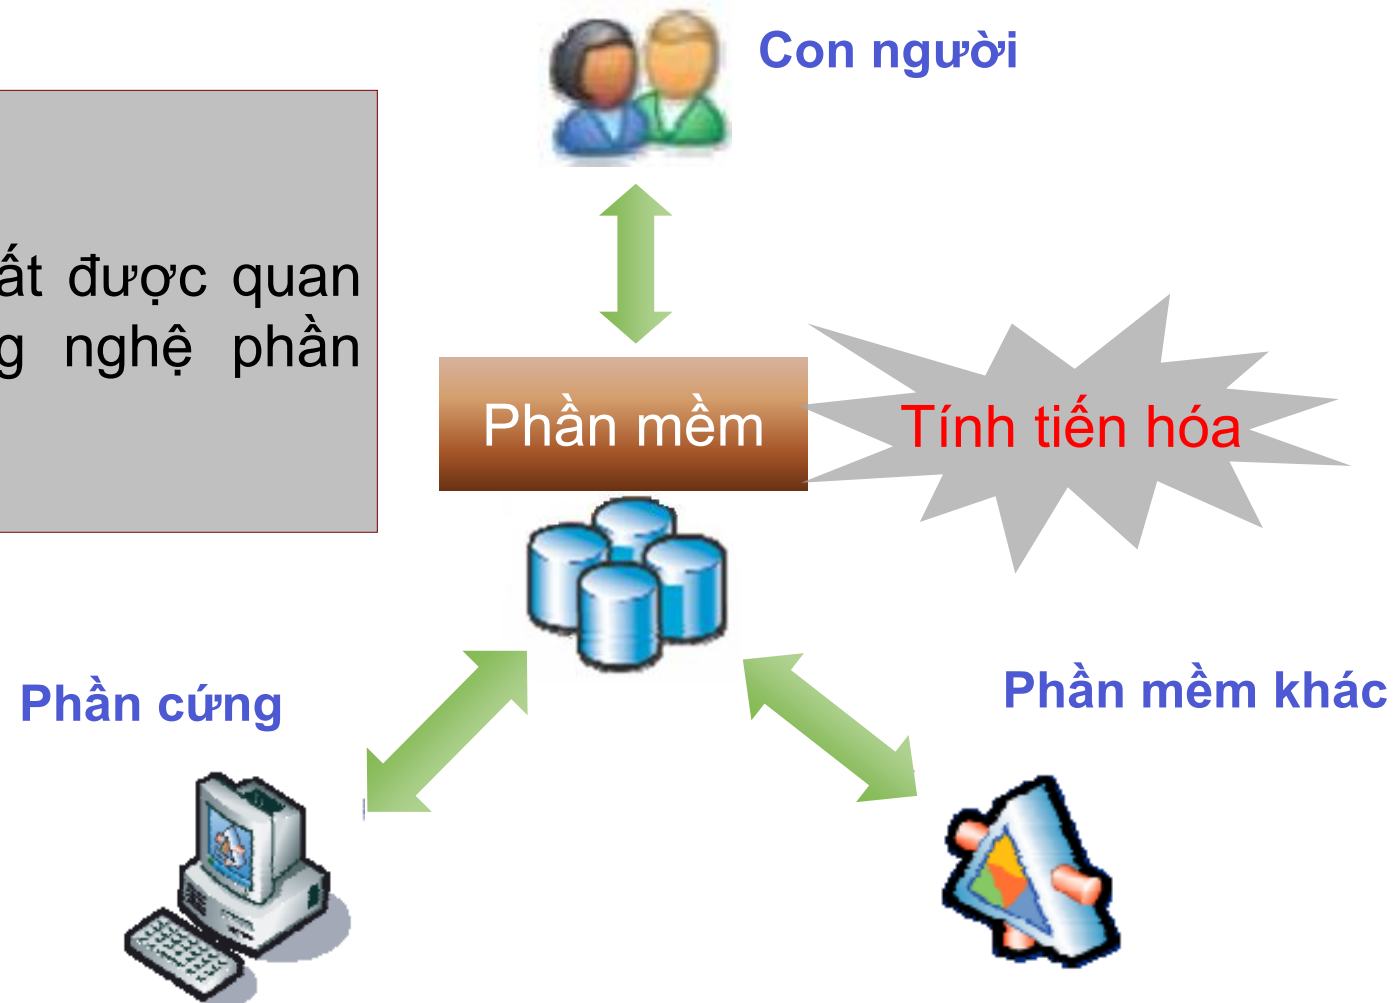 Con người
ất được quan
g nghệ phần
Phần mềm
Tính tiến hóa
Phần cứng
Phần mềm khác